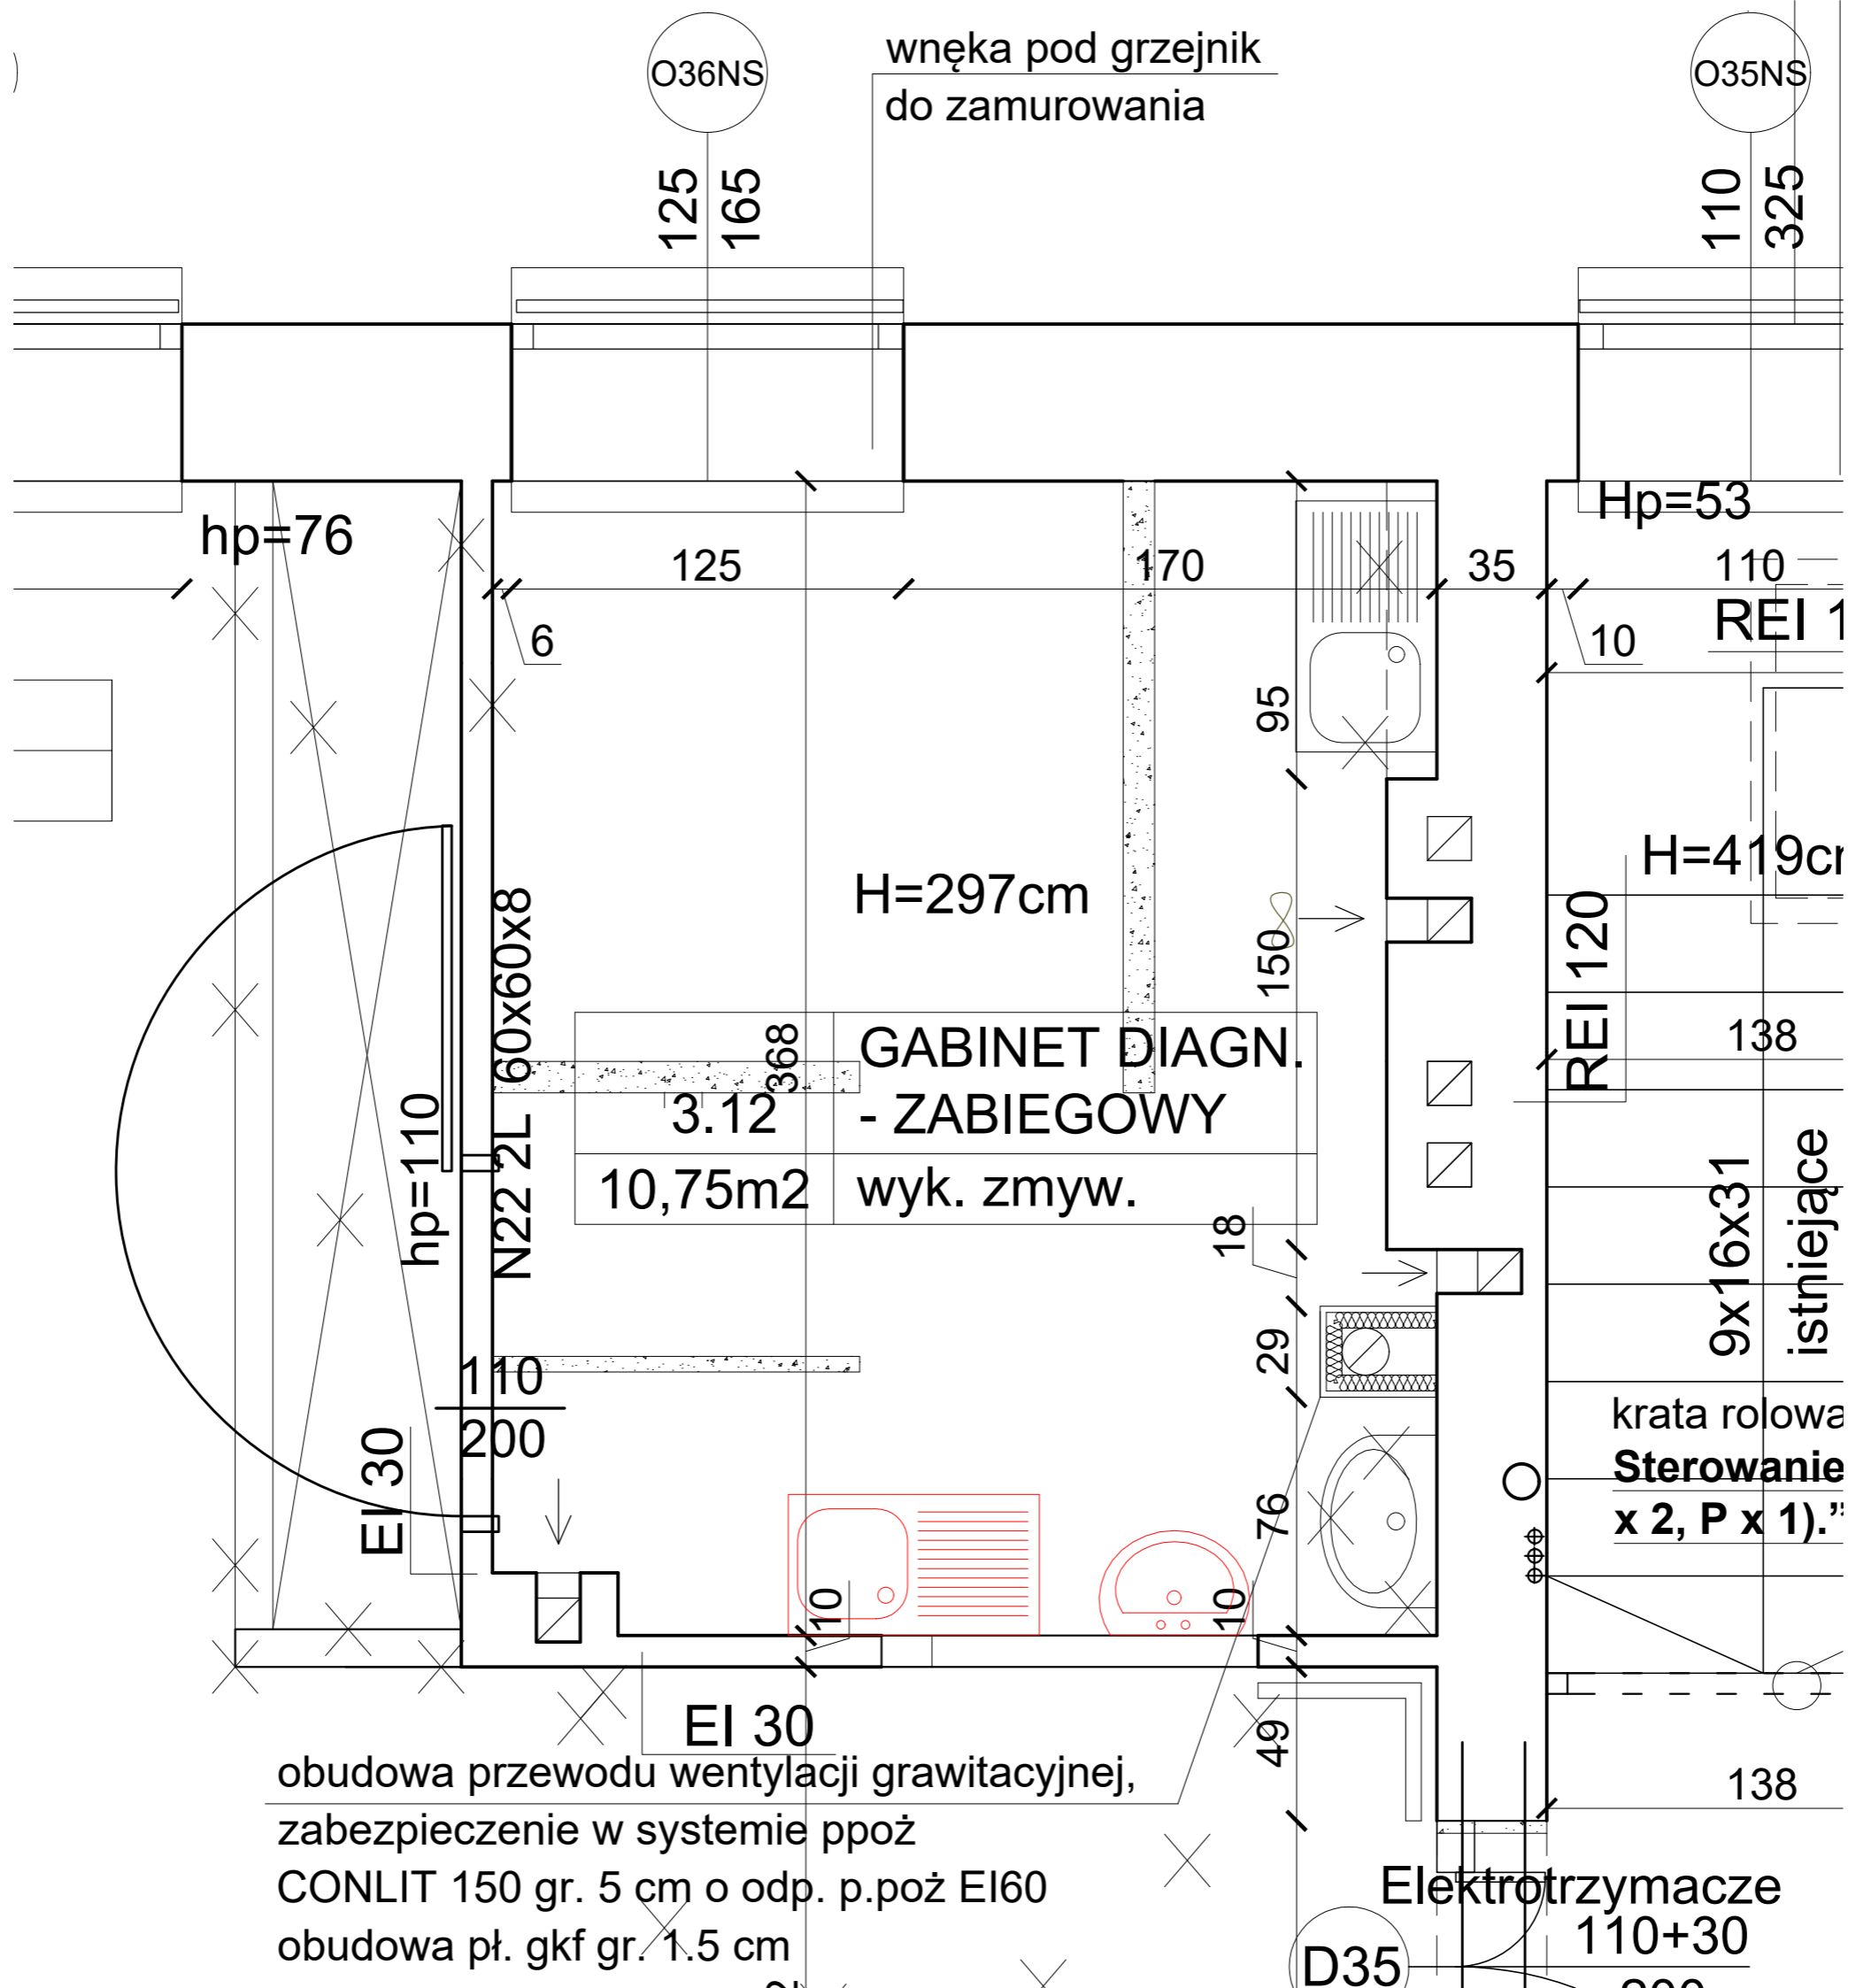 O36NS
wnęka pod grzejnik
do zamurowania
O35NS
125
165
110
325
hp=76
Hp=53
125
170
35
110
6
10
REI 1
95
H=297cm
H=419cm
150
REI 120
N22 2L 60x60x8
368
GABINET DIAGN.
3.12
- ZABIEGOWY
10,75m2
wyk. zmyw.
138
hp=110
18
9x16x31
istniejące
29
110
200
EI 30
krata rolowa
Sterowanie
x 2, P x 1).”
76
10
10
EI 30
49
obudowa przewodu wentylacji grawitacyjnej,
zabezpieczenie w systemie ppoż
CONLIT 150 gr. 5 cm o odp. p.poż EI60
obudowa pł. gkf gr. 1.5 cm
138
Elektrotrzymacze
110+30
D35